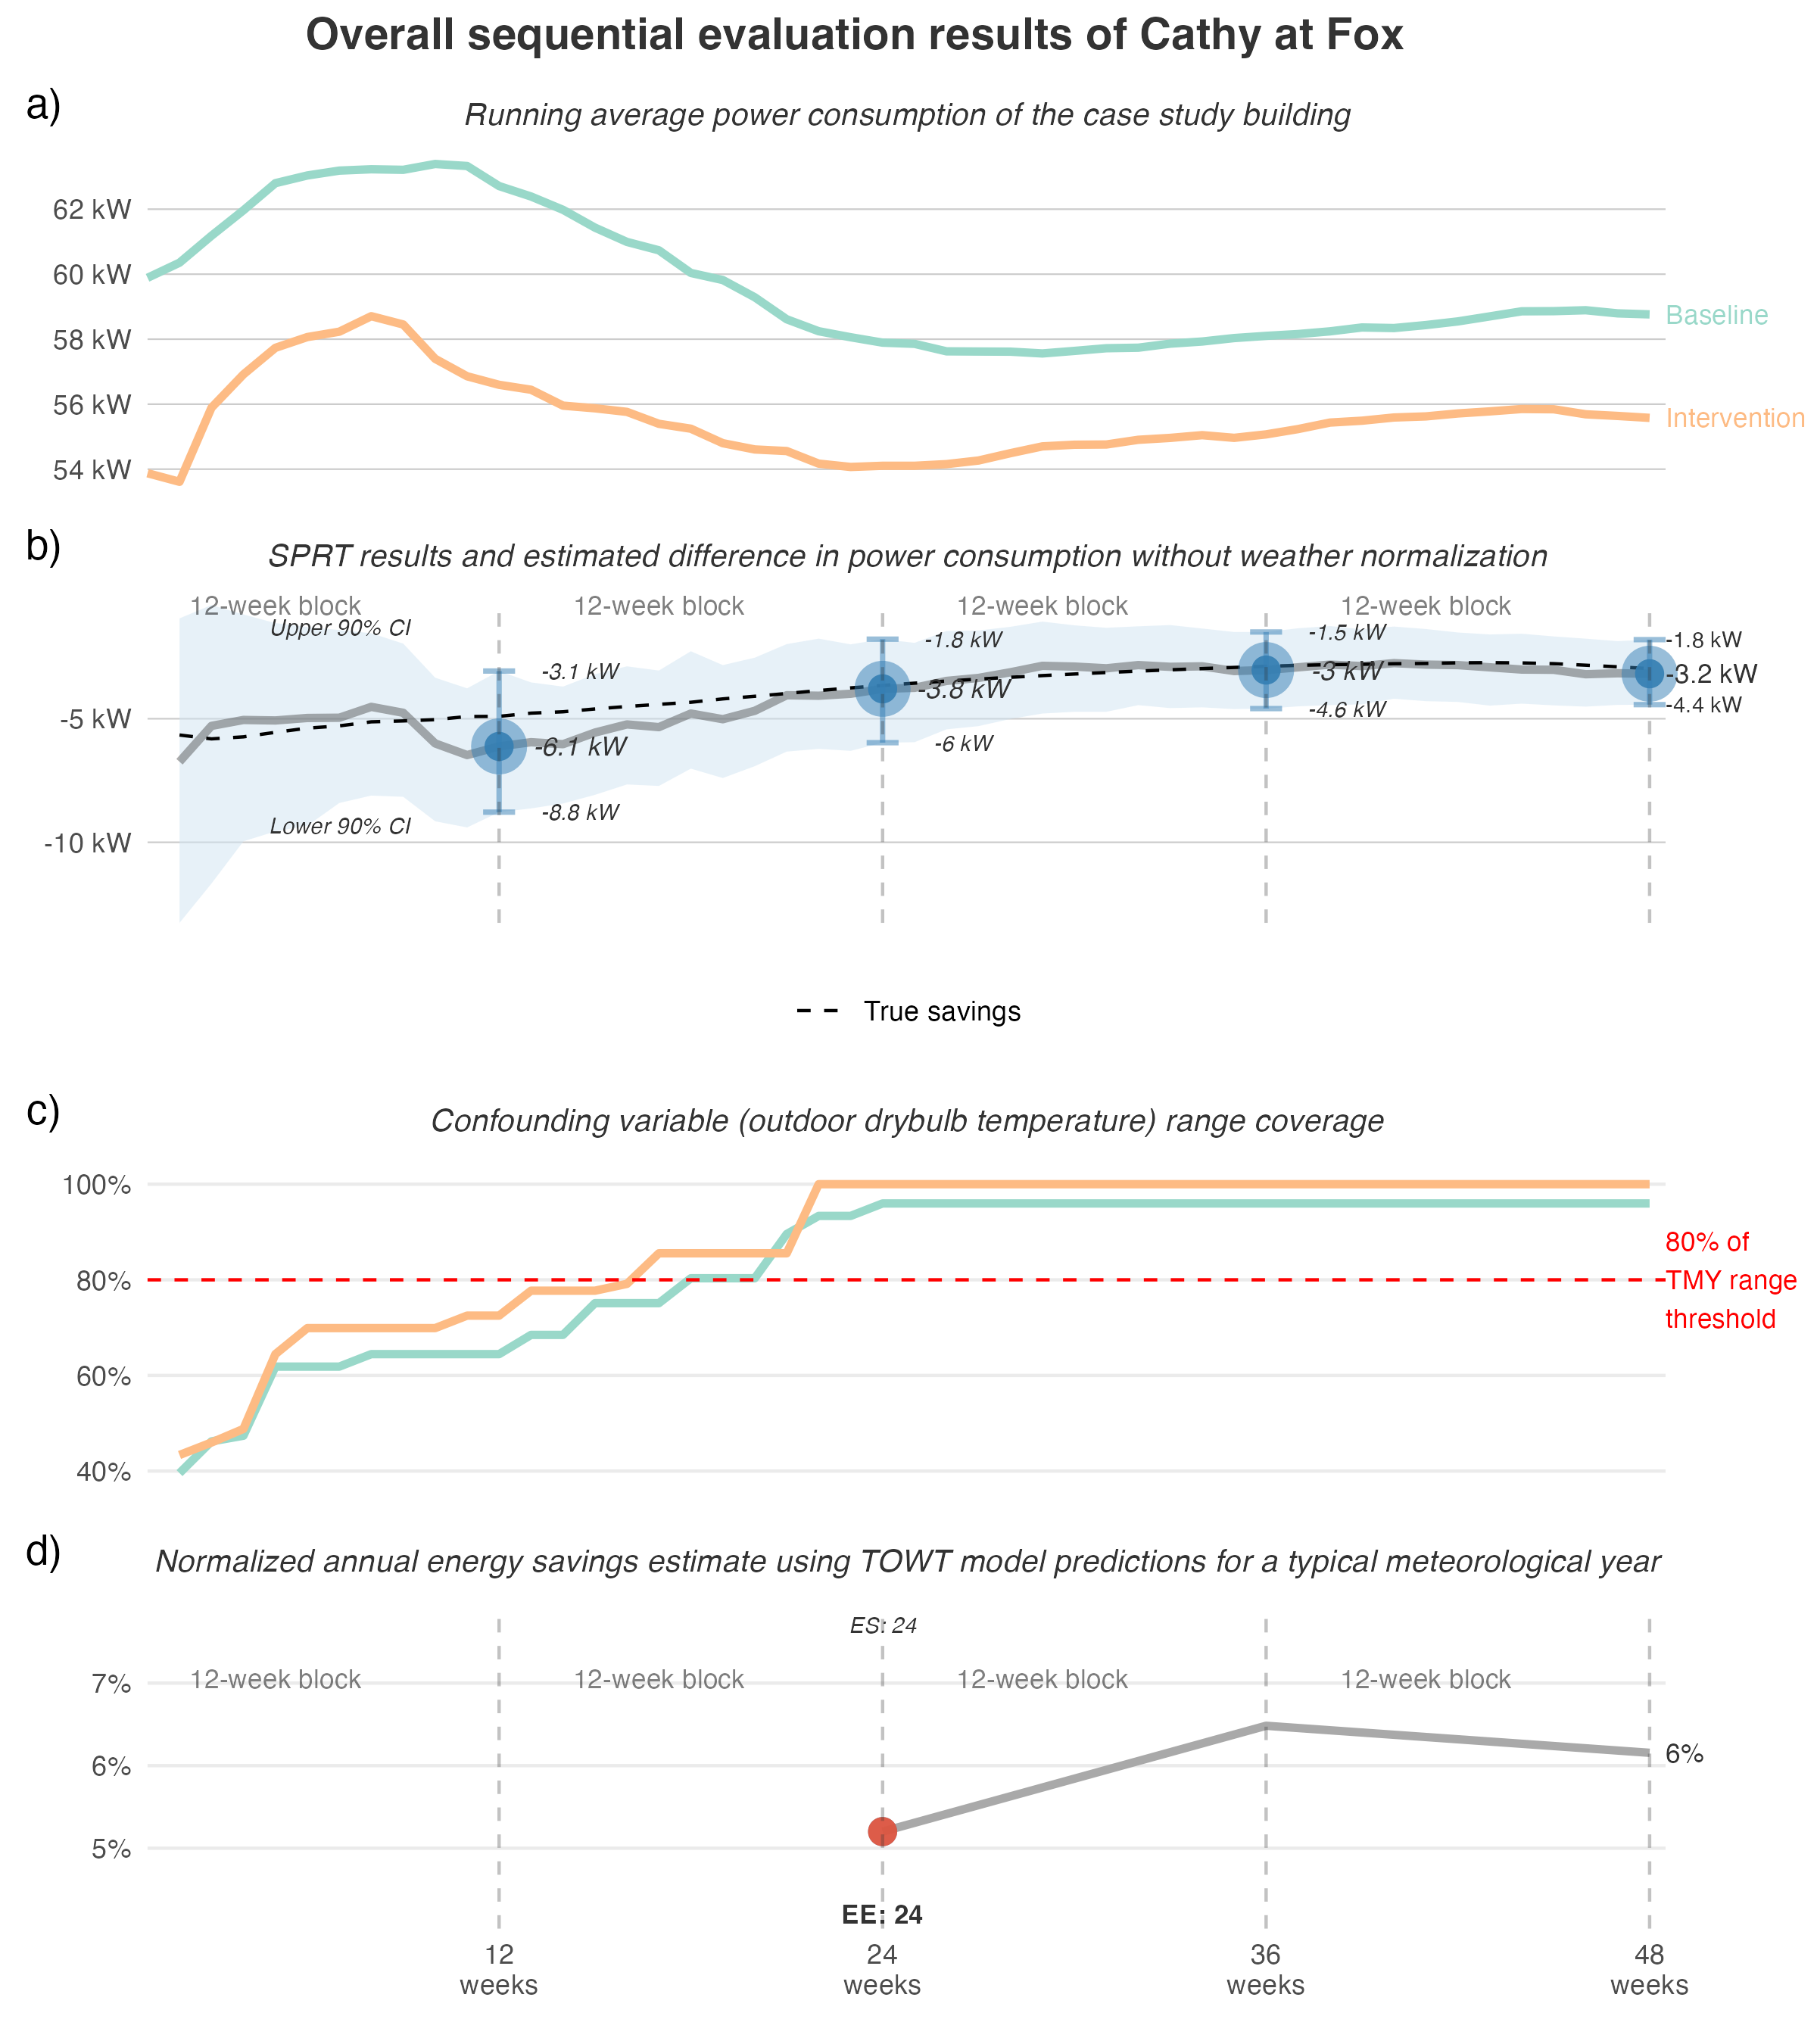 Overall sequential evaluation results of Cathy at Fox
a)
Running average power consumption of the case study building
62 kW
60 kW
58 kW
56 kW
54 kW
Baseline
Intervention
b)
SPRT results and estimated difference in power consumption without weather normalization
12-week block
12-week block
12-week block
12-week block
Upper 90% CI
Lower 90% CI
-5 kW
-10 kW
-3.1 kW
-6.1 kW
-8.8 kW
-1.8 kW
-3.8 kW
-6 kW
-1.5 kW
-3 kW
-4.6 kW
-1.8 kW
-3.2 kW
-4.4 kW
True savings
c)
Confounding variable (outdoor drybulb temperature) range coverage
100%
80%
60%
40%
80% of
TMY range
threshold
d)
Normalized annual energy savings estimate using TOWT model predictions for a typical meteorological year
ES: 24
12-week block
12-week block
12-week block
12-week block
7%
6%
5%
6%
EE: 24
12
weeks
24
weeks
36
weeks
48
weeks